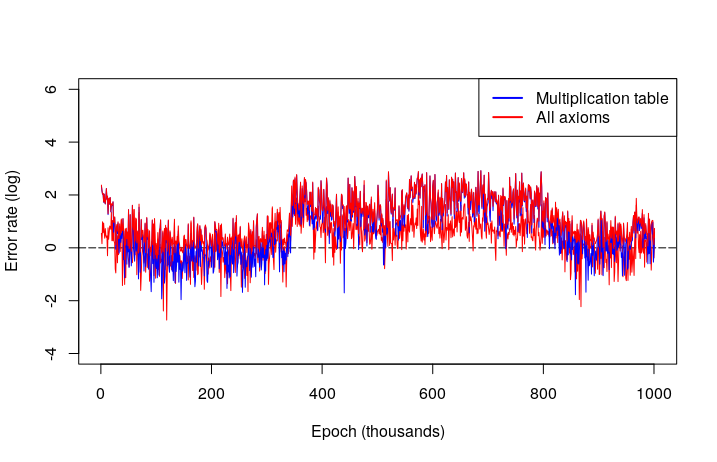 Multiplication table
All axioms
Error rate (log)
6
4
2
0
-2
-4
0 200 400 600 800 1000
Epoch (thousands)